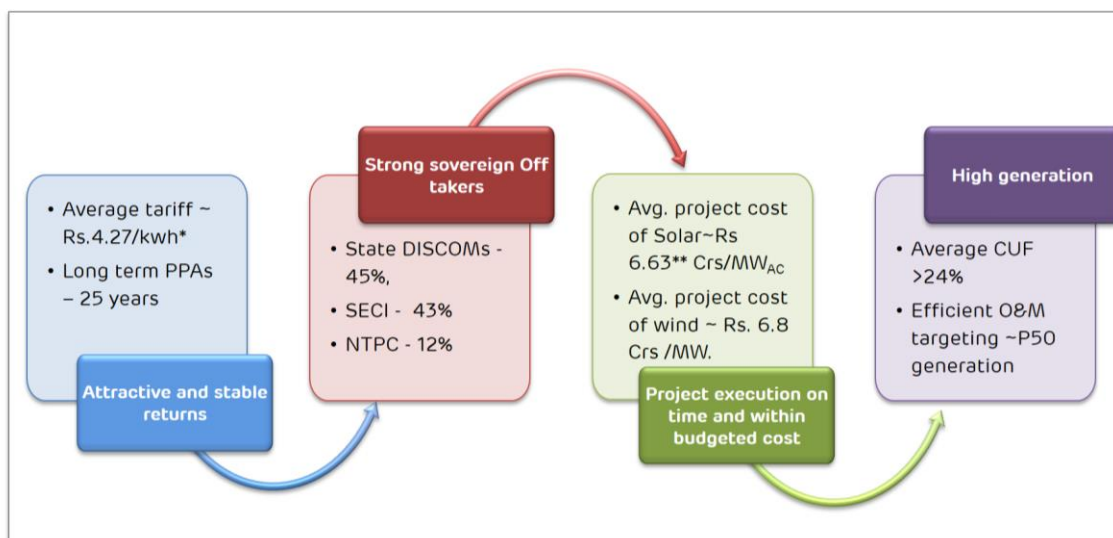 • Average tariff ~
Rs.4.27/kwh*
• Long term PPAs
– 25 years
Attractive and stable
returns
Strong sovereign Off
takers
• State DISCOMs -
45%,
• SECI - 43%
• NTPC - 12%
• Avg. project cost
of Solar~Rs
6.63** Crs/MWAC
• Avg. project cost
of wind ~ Rs. 6.8
Crs /MW.
Project execution on
time and within
budgeted cost
High generation
• Average CUF
>24%
• Efficient O&M
targeting ~P50
generation